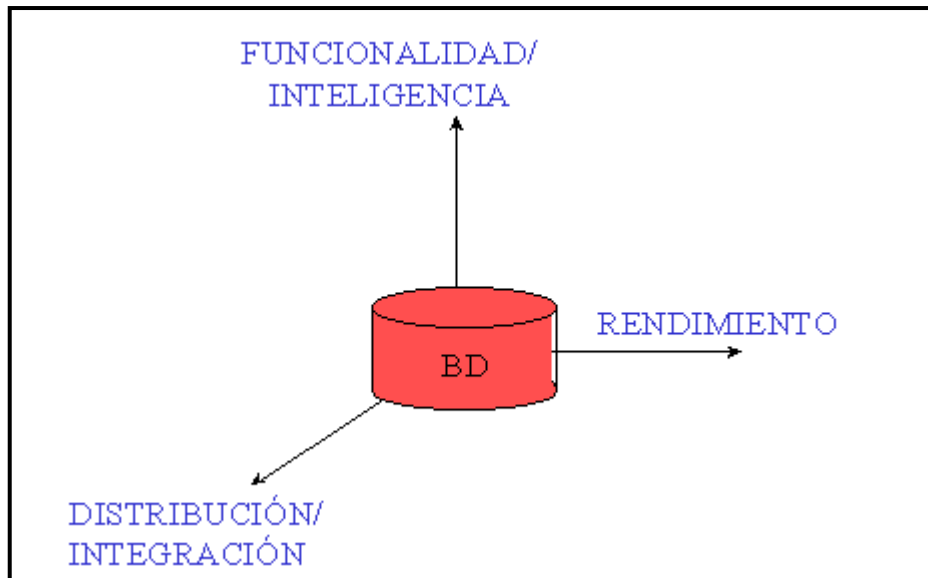 FUNCIONALIDAD/
INTELIGENCIA
RENDIMIENTO
BD
DISTRIBUCIÓN/
INTEGRACIÓN